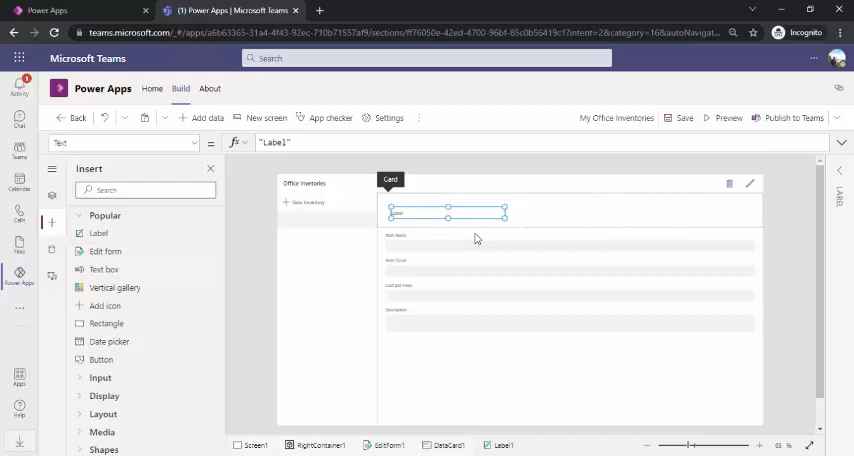 Power Apps
(1) Power Apps | Microsoft Teams
teams.microsoft.com/_#/apps/a6b63365-31a4-4f43-92ec-710b71557af9/sections/ff76050e-42ed-4700-96bf-85c0b56419c1?intent=2&category=16&autoNavigat...
Incognito
Microsoft Teams
Search
Power Apps
Home
Build
About
Back
Add data
New screen
App checker
Settings
My Office Inventories
Save
Preview
Publish to Teams
Text
=
fx
"Label"
Activity
1
Chat
Teams
Calendar
Calls
Files
Power Apps
Apps
Help
Insert
Search
Popular
Label
Edit form
Text box
Vertical gallery
Add icon
Rectangle
Date picker
Button
Input
Display
Layout
Media
Shapes
Office Invetories
New Inventory
Card
Label
Item Name
Item Count
Cost per Piece
Description
LABEL
Screen1
RightContainer1
EditForm1
DataCard1
Label1
63 %